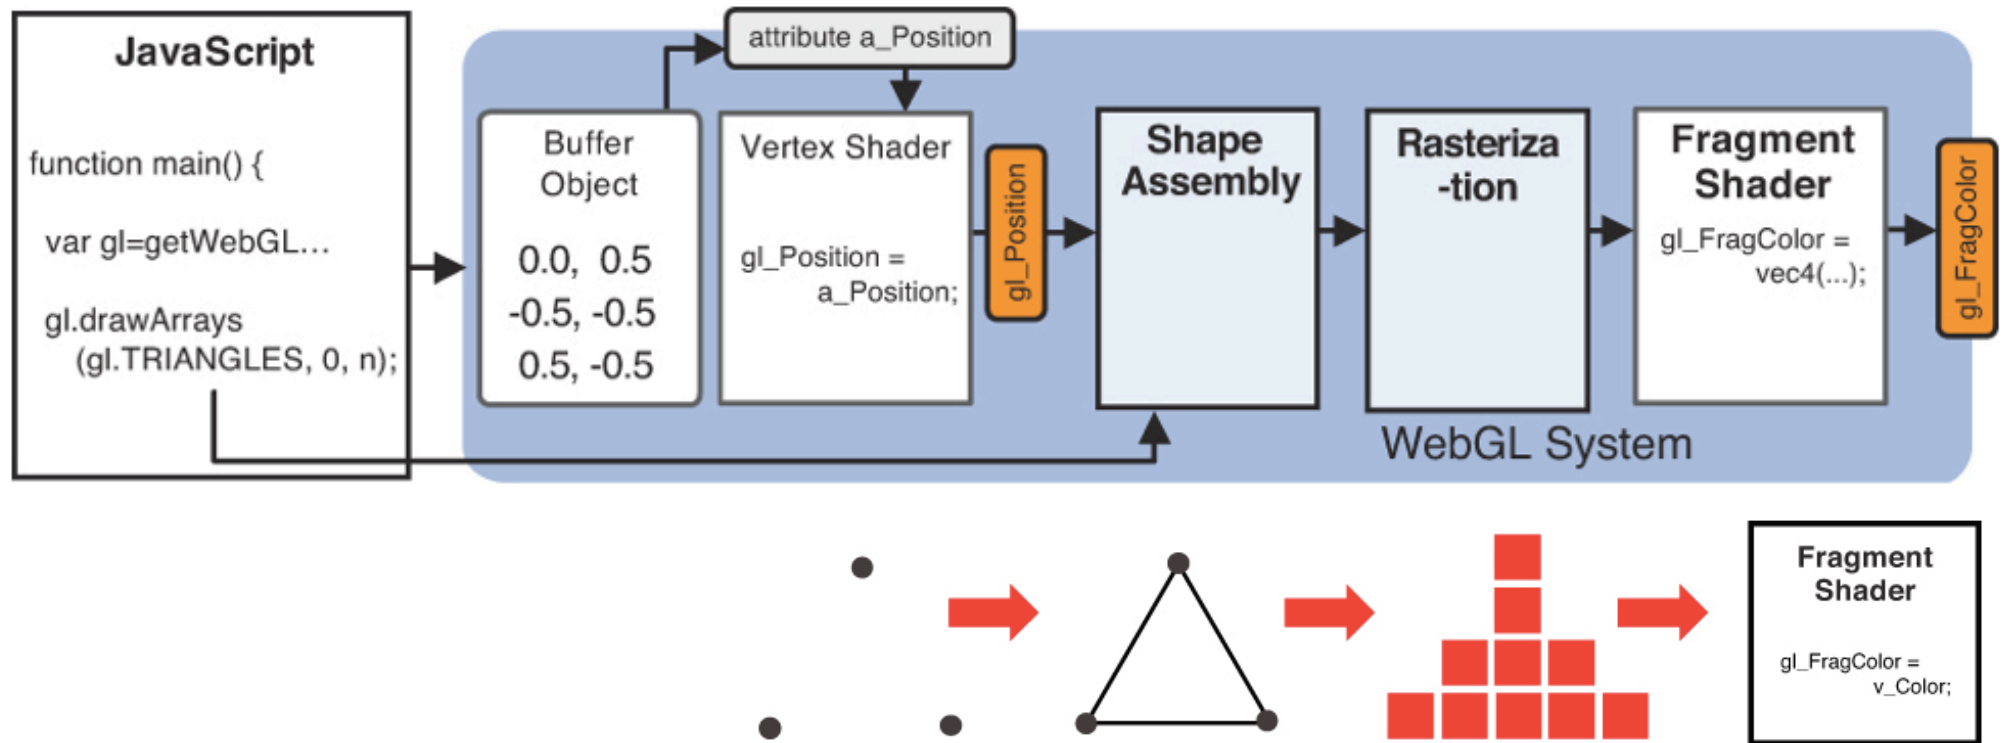 JavaScript
function main() {
var gl=getWebGL...
gl.drawArrays
(gl.TRIANGLES, 0, n);
attribute a_Position
Buffer
Object
0.0, 0.5
-0.5, -0.5
0.5, -0.5
Vertex Shader
gl_Position =
a_Position;
gl_Position
Shape
Assembly
Rasteriza
-tion
Fragment
Shader
gl_FragColor =
vec4(...);
gl_FragColor
WebGL System
Fragment
Shader
gl_FragColor =
v_Color;